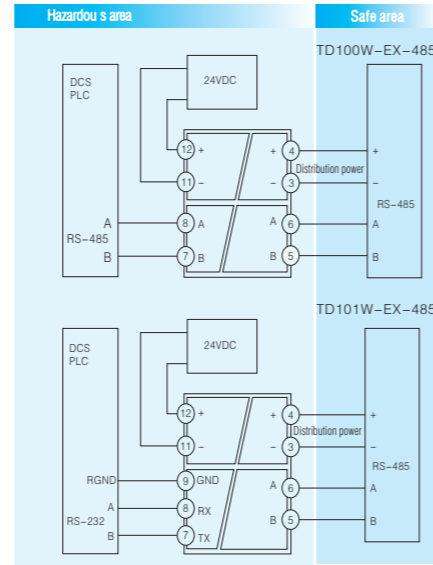 Hazardou s area
Safe area
TD100W-EX-485
DCS
PLC
24VDC
12 +
+ 4
Distribution power
+
11 −
− 3
−
RS-485
A
8 A
A 6
A
RS-485
B
7 B
B 5
B
TD101W-EX-485
DCS
PLC
24VDC
12 +
+ 4
+
Distribution power
11 −
− 3
−
RS-485
RGND
9 GND
A 6
A
A
8 RX
RS-232
B
7 TX
B 5
B